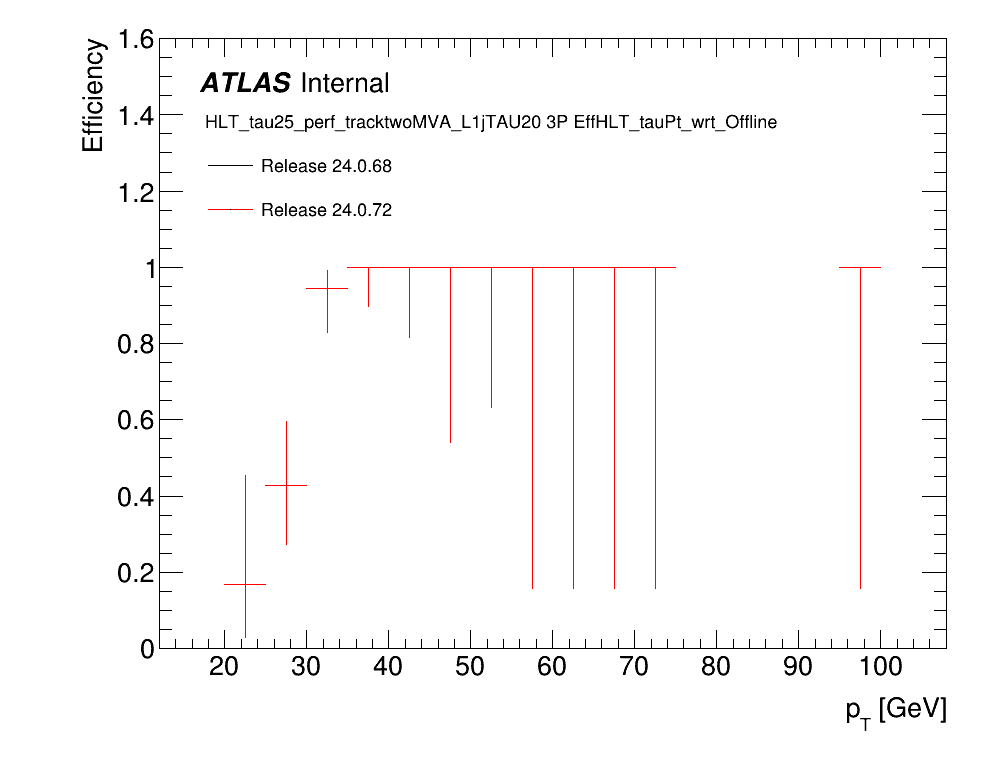 ATLAS Internal
HLT_tau25_perf_tracktwoMVA_L1jTAU20 3P EffHLT_tauPt_wrt_Offline
Release 24.0.68
Release 24.0.72
Efficiency
1.6
1.4
1.2
1
0.8
0.6
0.4
0.2
0
20 30 40 50 60 70 80 90 100
p_T [GeV]